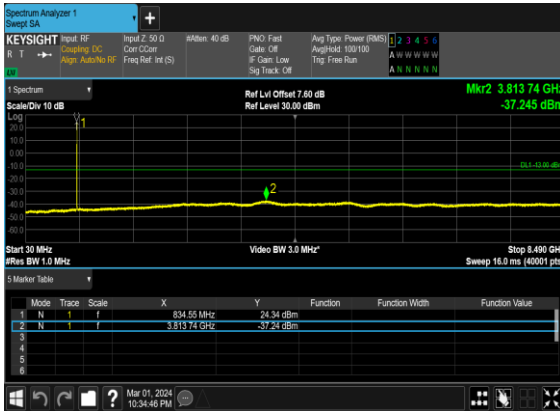 Spectrum Analyzer 1
Swept SA
KEYSIGHT Input: RF Input Z: 50 Ω #Atten: 40 dB PNO: Fast Avg Type: Power (RMS) 1 2 3 4 5 6
R T Coupling: DC Corr CCorr Gate: Off Avg|Hold: 100/100 A W W W W W
Align: Auto/No RF Freq Ref: Int (S) IF Gain: Low Trig: Free Run
Sig Track: Off A N N N N N
LXI
1 Spectrum
Ref Lvl Offset 7.60 dB Mkr2 3.813 74 GHz
Scale/Div 10 dB Ref Level 30.00 dBm -37.245 dBm
Log
20.0
10.0
0.00
-10.0
-20.0
-30.0
-40.0
-50.0
-60.0
1
DL1 -13.00 dBm
2
Start 30 MHz Video BW 3.0 MHz* Stop 8.490 GH
#Res BW 1.0 MHz Sweep 16.0 ms (40001 pts
5 Marker Table
Mode Trace Scale X Y Function Function Width Function Value
1 N 1 f 834.55 MHz 24.34 dBm
2 N 1 f 3.813 74 GHz -37.24 dBm
3
4
5
6
? Mar 01, 2024
10:34:46 PM